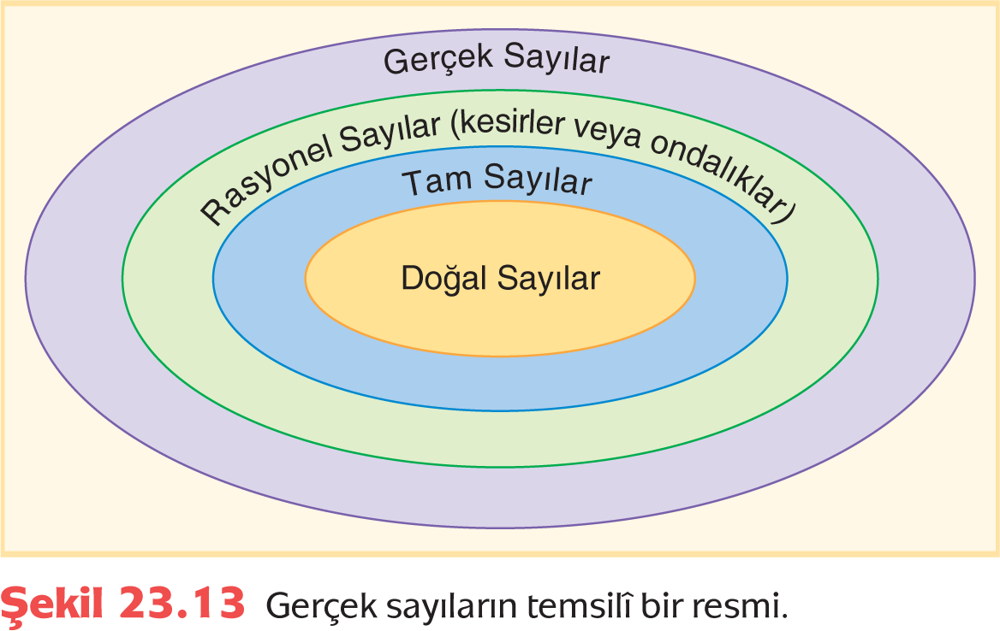 Gerçek Sayılar
Rasyonel Sayılar (kesirler veya ondalıklar)
Tam Sayılar
Doğal Sayılar
Şekil 23.13 Gerçek sayıların temsilî bir resmi.